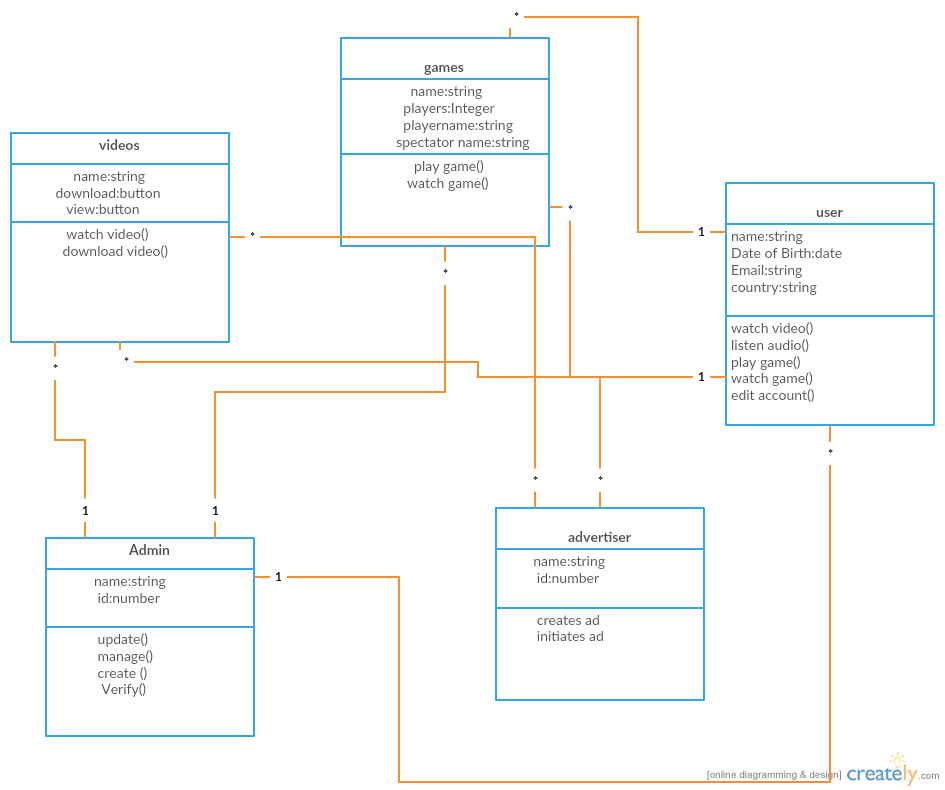 *
games
name:string
players:Integer
playername:string
spectator name:string
play game()
watch game()
videos
name:string
download:button
view:button
watch video()
download video()
*
*
*
user
name:string
Date of Birth:date
Email:string
country:string
watch video()
listen audio()
play game()
watch game()
edit account()
1
1
*
*
*
1
1
*
*
Admin
name:string
id:number
update()
manage()
create ()
Verify()
1
advertiser
name:string
id:number
creates ad
initiates ad
[online diagramming & design] creately.com